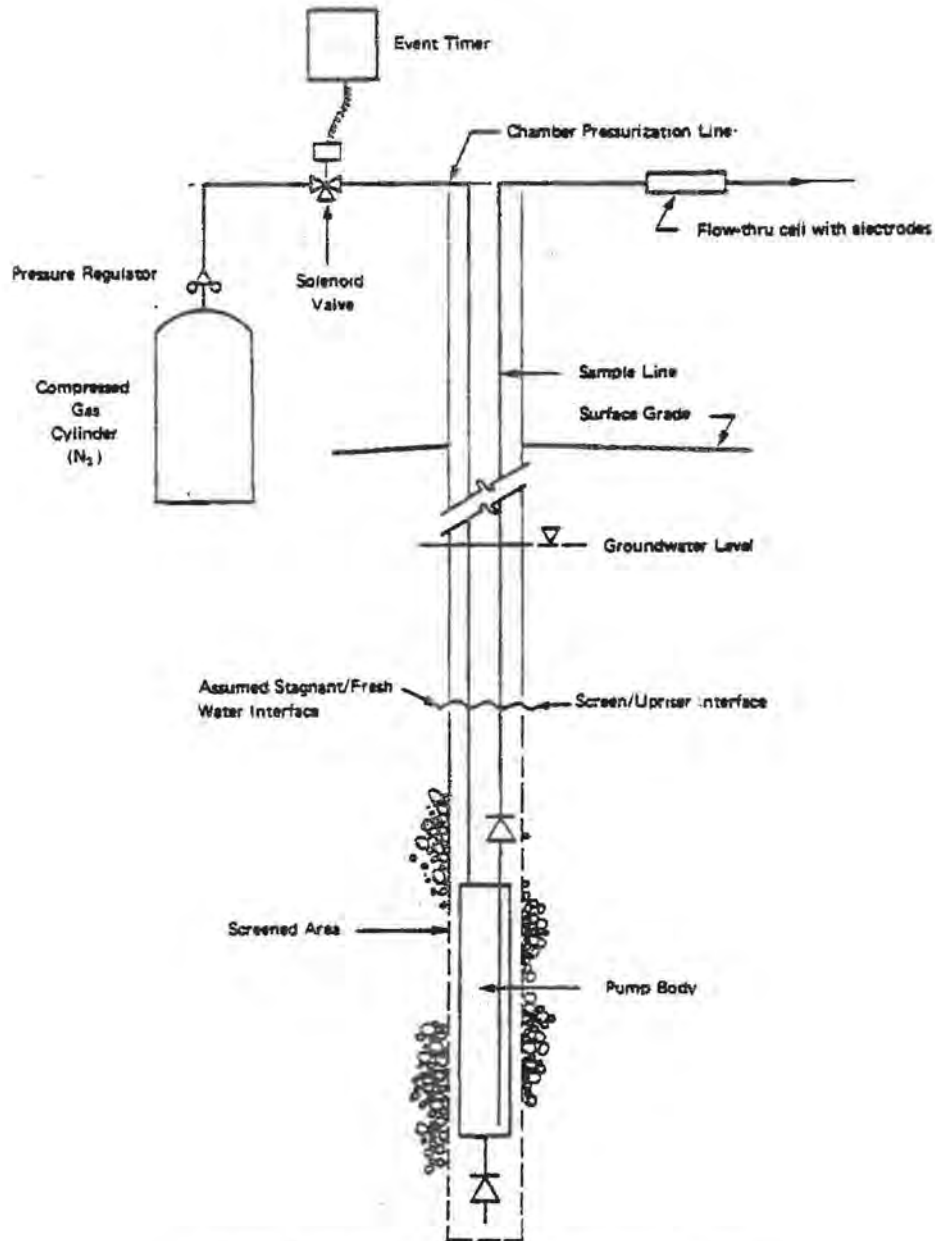 Event Timer
Chamber Pressurization Line
Flow-thru cell with electrodes
Pressure Regulator
Solenoid
Valve
Sample Line
Compressed
Gas
Cylinder
(N₂)
Surface Grade
Groundwater Level
Assumed Stagnant/Fresh
Water Interface
Screen/Upriser Interface
Screened Area
Pump Body